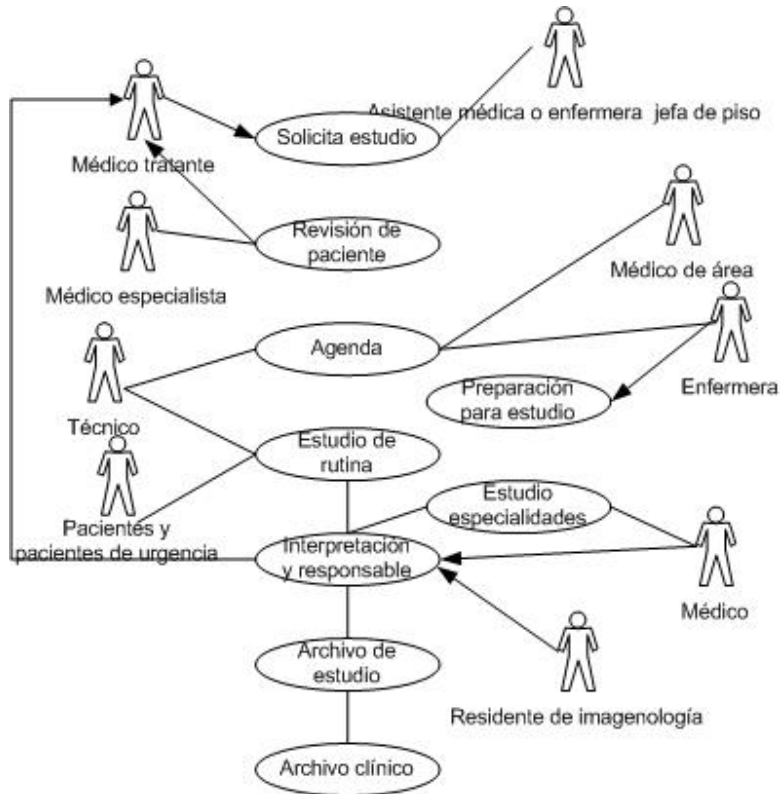 Asistente médica o enfermera jefa de piso
Solicita estudio
Médico tratante
Revisión de
paciente
Médico de área
Médico especialista
Agenda
Preparación
para estudio
Enfermera
Técnico
Estudio de
rutina
Estudio
especialidades
Pacientes y
pacientes de urgencia
Interpretación
y responsable
Médico
Archivo de
estudio
Residente de imagenología
Archivo clínico